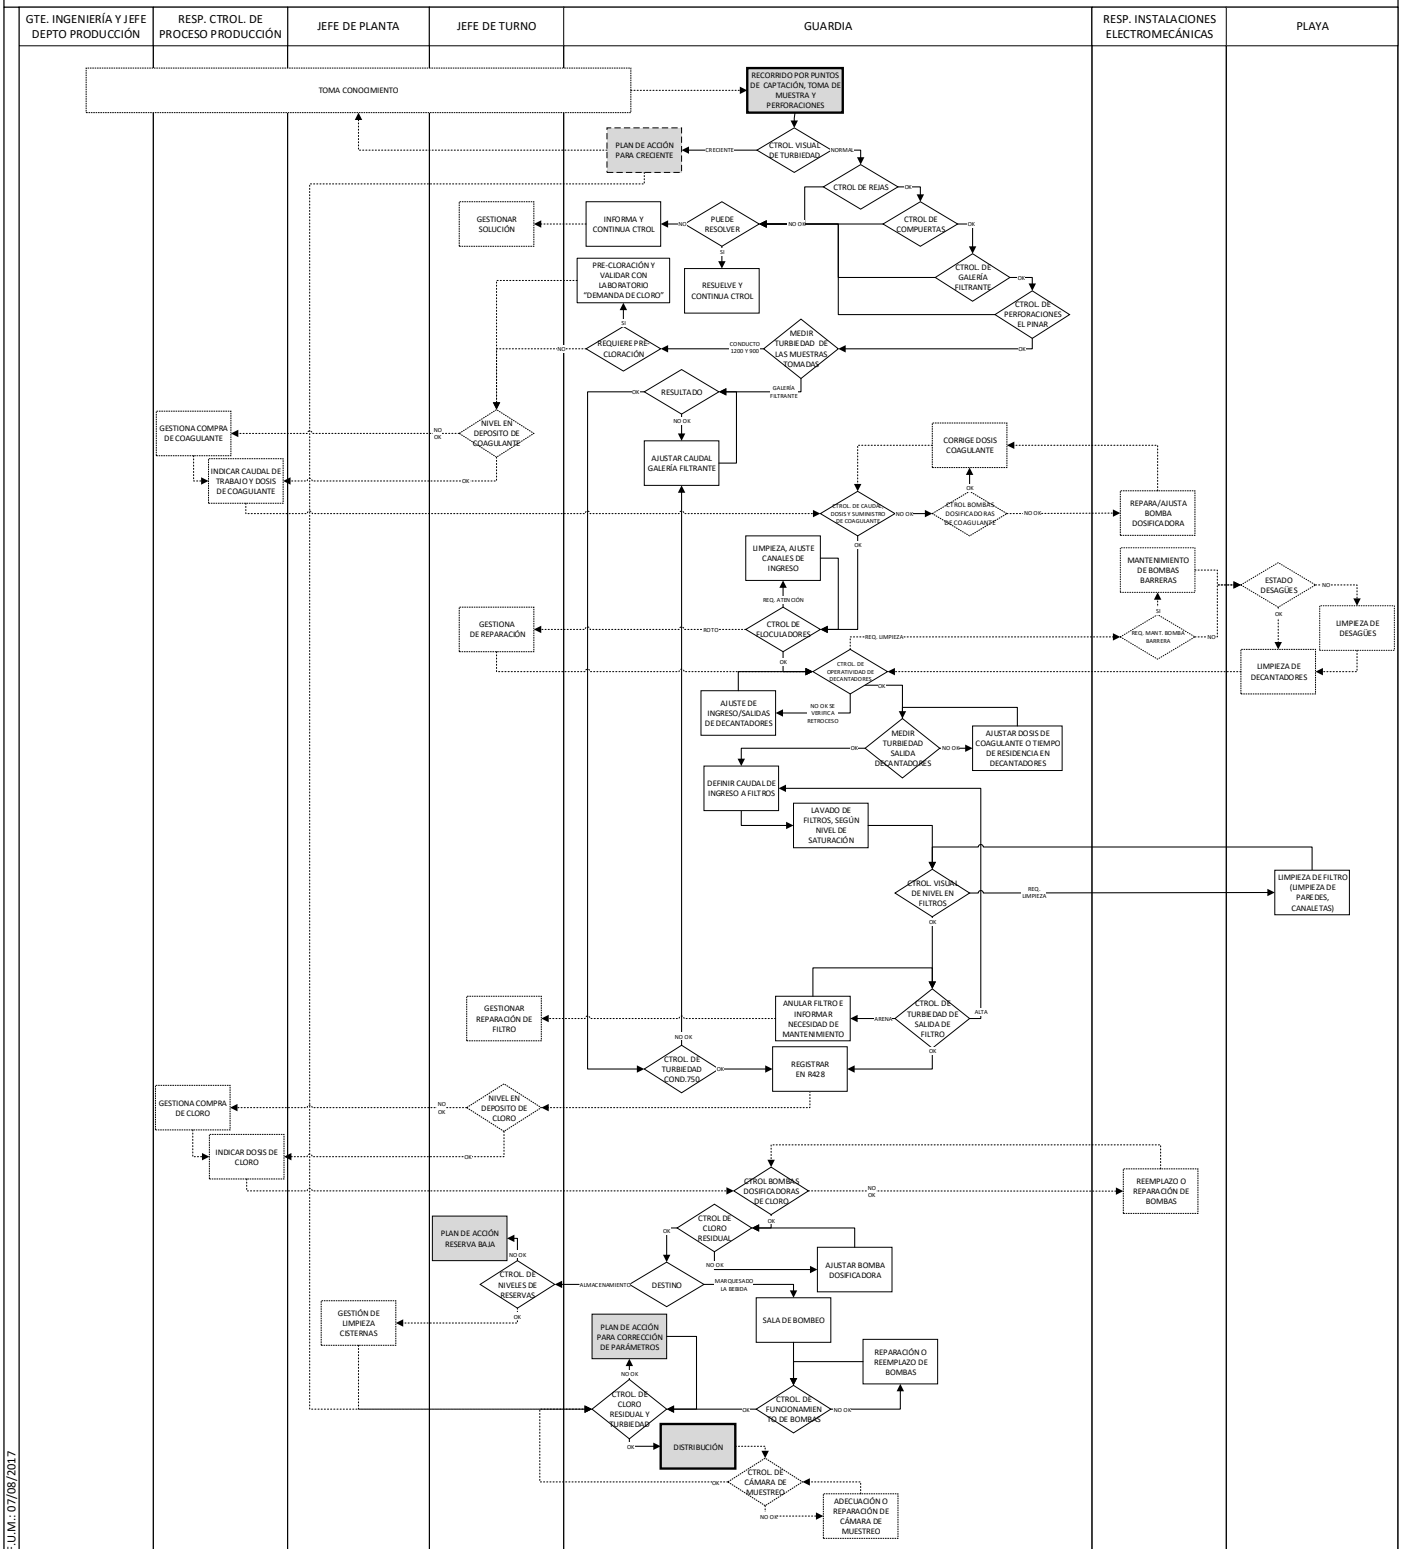 GTE. INGENIERÍA Y JEFE
DEPTO PRODUCCIÓN
RESP. CTROL. DE
PROCESO PRODUCCIÓN
JEFE DE PLANTA
JEFE DE TURNO
GUARDIA
RESP. INSTALACIONES
ELECTROMECÁNICAS
PLAYA
TOMA CONOCIMIENTO
RECORRIDO POR PUNTOS
DE CAPTACIÓN, TOMA DE
MUESTRA Y
PERFORACIONES
PLAN DE ACCIÓN
PARA CRECIENTE
CRECIENTE
CTROL. VISUAL
DE TURBIEDAD
NORMAL
CTROL DE REJAS
OK
GESTIONAR
SOLUCIÓN
INFORMA Y
CONTINUA CTROL
NO
PUEDE
RESOLVER
NO OK
CTROL DE
COMPUERTAS
OK
SI
RESUELVE Y
CONTINUA CTROL
CTROL. DE
GALERÍA
FILTRANTE
OK
PRE-CLORACIÓN Y
VALIDAR CON
LABORATORIO
"DEMANDA DE CLORO"
CTROL. DE
PERFORACIONES
EL PINAR
OK
SI
NO
REQUIERE PRE-
CLORACIÓN
CONDUCTO
1200 Y 900
MEDIR
TURBIEDAD DE
LAS MUESTRAS
TOMADAS
GALERÍA
FILTRANTE
OK
RESULTADO
NO OK
AJUSTAR CAUDAL
GALERÍA FILTRANTE
GESTIONA COMPRA
DE COAGULANTE
NO
OK
NIVEL EN
DEPOSITO DE
COAGULANTE
OK
INDICAR CAUDAL DE
TRABAJO Y DOSIS
DE COAGULANTE
CORRIGE DOSIS
COAGULANTE
OK
CTROL. DE CAUDAL,
DOSIS Y SUMINISTRO
DE COAGULANTE
NO OK
CTROL BOMBAS
DOSIFICADORAS
DE COAGULANTE
NO OK
REPARA/AJUSTA
BOMBA
DOSIFICADORA
OK
LIMPIEZA, AJUSTE
CANALES DE
INGRESO
REQ. ATENCIÓN
MANTENIMIENTO
DE BOMBAS
BARRERAS
SI
REQ. MANT. BOMBA
BARRERA
NO
ESTADO
DESAGÜES
NO
OK
LIMPIEZA DE
DESAGÜES
LIMPIEZA DE
DECANTADORES
GESTIONA
DE REPARACIÓN
ROTO
CTROL DE
FLOCULADORES
OK
REQ. LIMPIEZA
CTROL. DE
OPERATIVIDAD DE
DECANTADORES
OK
AJUSTE DE
INGRESO/SALIDAS
DE DECANTADORES
NO OK SE
VERIFICA
RETROCESO
OK
MEDIR
TURBIEDAD
SALIDA
DECANTADORES
NO OK
AJUSTAR DOSIS DE
COAGULANTE O TIEMPO
DE RESIDENCIA EN
DECANTADORES
DEFINIR CAUDAL DE
INGRESO A FILTROS
LAVADO DE
FILTROS, SEGÚN
NIVEL DE
SATURACIÓN
CTROL. VISUAL
DE NIVEL EN
FILTROS
REQ.
LIMPIEZA
LIMPIEZA DE FILTRO
(LIMPIEZA DE
PAREDES,
CANALETAS)
OK
GESTIONAR
REPARACIÓN DE
FILTRO
ANULAR FILTRO E
INFORMAR
NECESIDAD DE
MANTENIMIENTO
ARENA
CTROL. DE
TURBIEDAD DE
SALIDA DE
FILTRO
ALTA
OK
NO OK
CTROL. DE
TURBIEDAD
COND.750
OK
REGISTRAR
EN R428
GESTIONA COMPRA
DE CLORO
NO
OK
NIVEL EN
DEPOSITO DE
CLORO
OK
INDICAR DOSIS DE
CLORO
CTROL BOMBAS
DOSIFICADORAS
DE CLORO
NO
OK
REEMPLAZO O
REPARACIÓN DE
BOMBAS
OK
PLAN DE ACCIÓN
RESERVA BAJA
NO OK
OK
CTROL DE
CLORO
RESIDUAL
NO OK
AJUSTAR BOMBA
DOSIFICADORA
CTROL. DE
NIVELES DE
RESERVAS
ALMACENAMIENTO
DESTINO
MARQUESADO
LA BEBIDA
OK
GESTIÓN DE
LIMPIEZA
CISTERNAS
PLAN DE ACCIÓN
PARA CORRECCIÓN
DE PARÁMETROS
SALA DE BOMBEO
REPARACIÓN O
REEMPLAZO DE
BOMBAS
NO OK
CTROL. DE
CLORO
RESIDUAL Y
TURBIEDAD
OK
CTROL. DE
FUNCIONAMIEN
TO DE BOMBAS
NO OK
OK
DISTRIBUCIÓN
OK
CTROL. DE
CÁMARA DE
MUESTREO
NO OK
ADECUACIÓN O
REPARACIÓN DE
CÁMARA DE
MUESTREO
F.U.M.: 07/08/2017